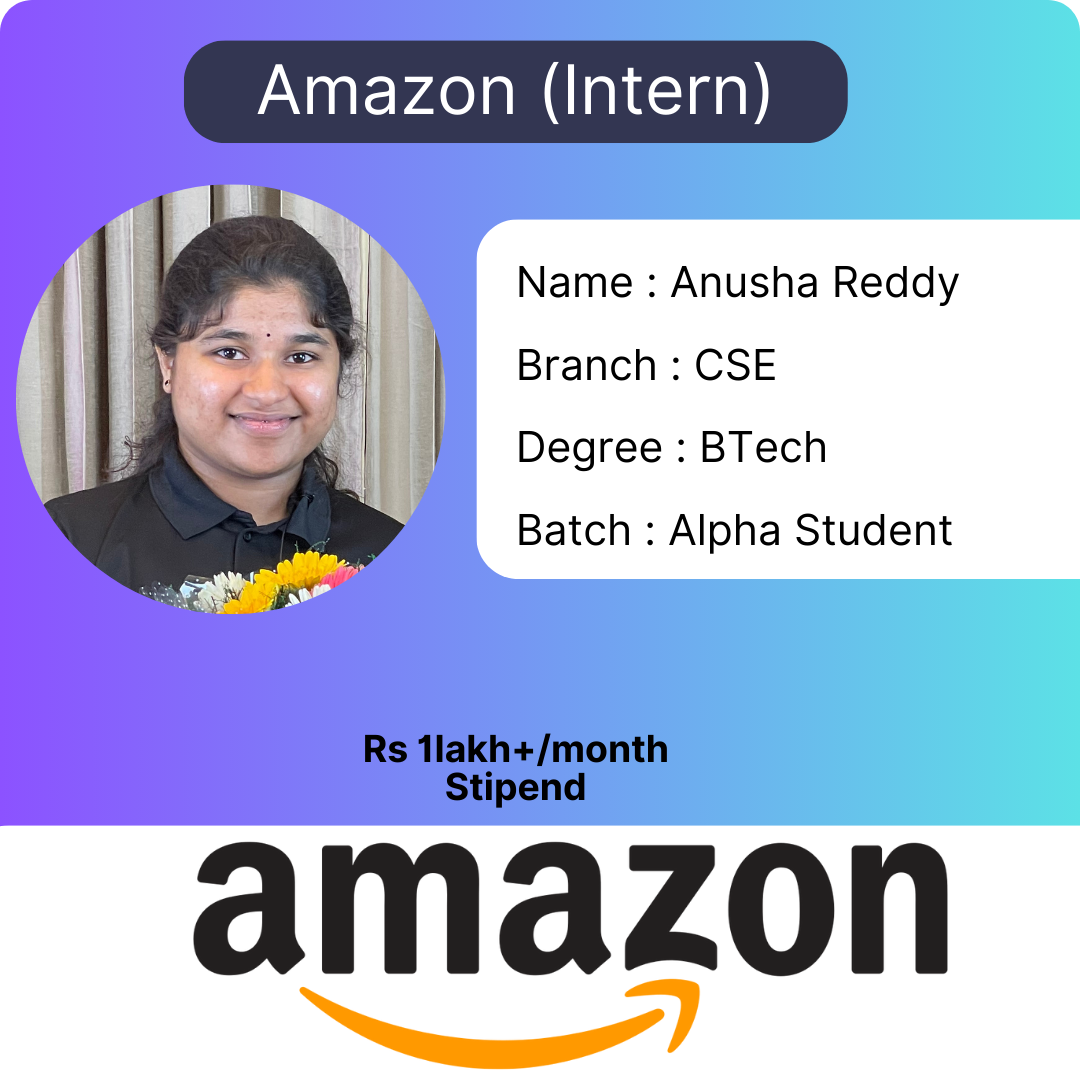 Amazon (Intern)
Name : Anusha Reddy
Branch : CSE
Degree : BTech
Batch : Alpha Student
Rs 1lakh+/month
Stipend
amazon